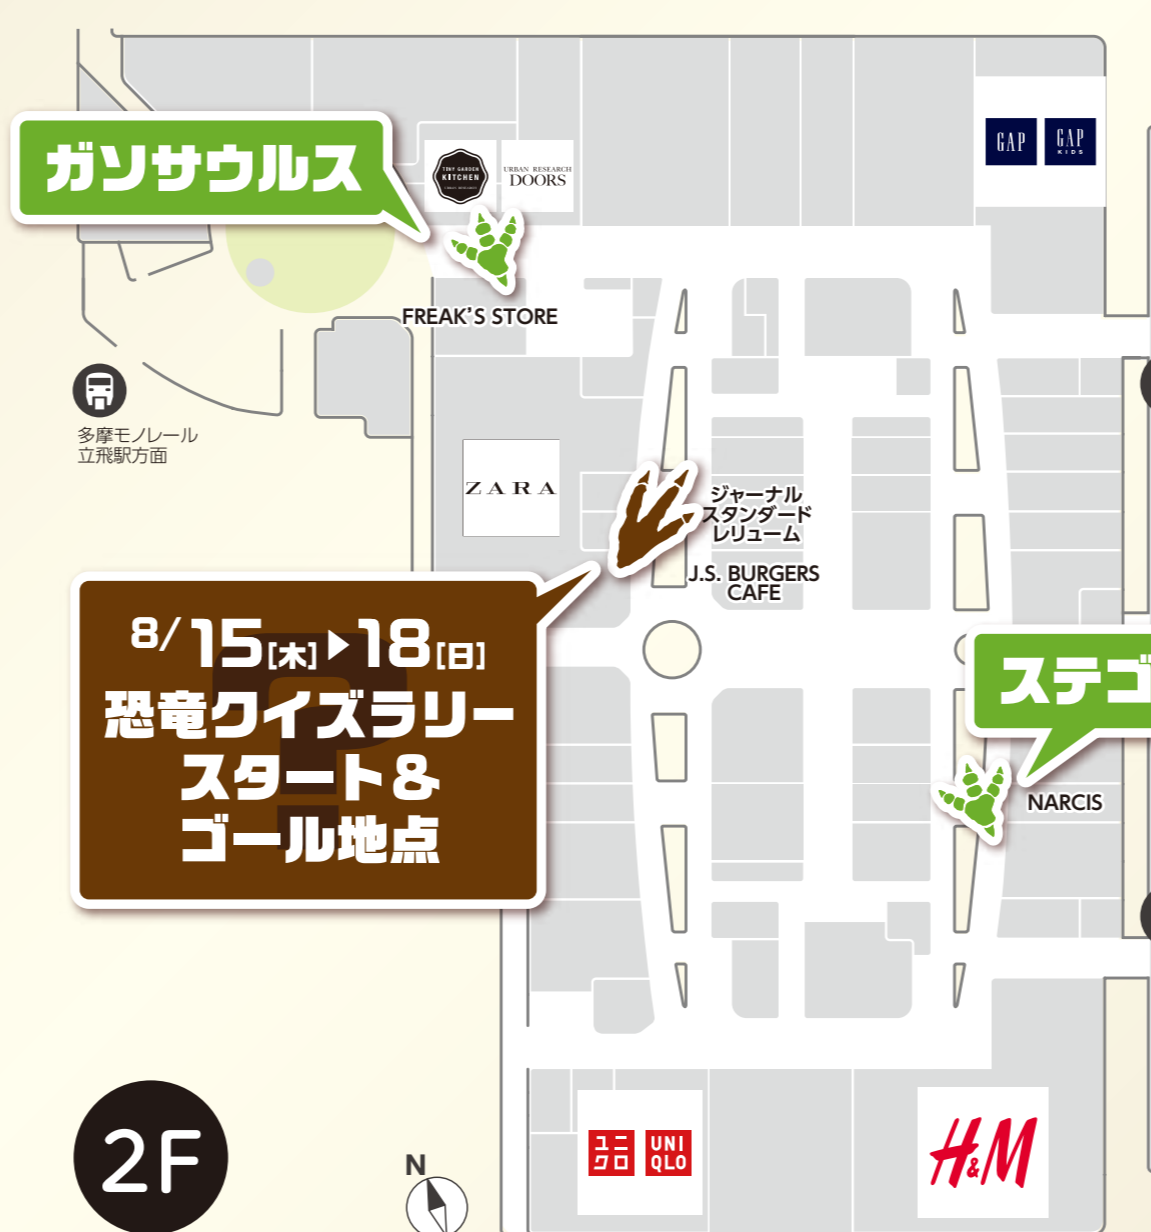 ガソサウルス
TINY GARDEN
KITCHEN
URBAN RESEARCH
DOORS
GAP
GAP
KIDS
FREAK'S STORE
多摩モノレール
立飛駅方面
ZARA
ジャーナル
スタンダード
レリューム
J.S. BURGERS
CAFE
8/15[木]▶18[日]
恐竜クイズラリー
スタート&
ゴール地点
?
ステゴ
NARCIS
ユニ
クロ
UNI
QLO
H&M
2F
N